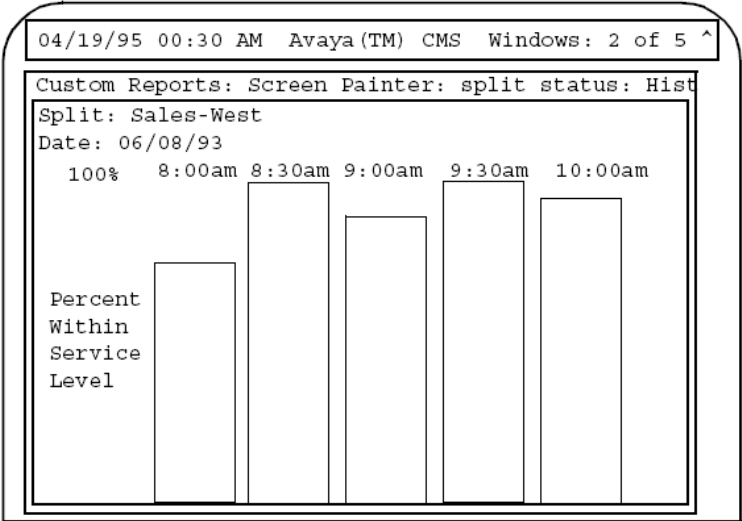 04/19/95 00:30 AM Avaya(TM) CMS Windows: 2 of 5 ^
Custom Reports: Screen Painter: split status: Hist
Split: Sales-West
Date: 06/08/93
100% 8:00am 8:30am 9:00am 9:30am 10:00am
Percent
Within
Service
Level